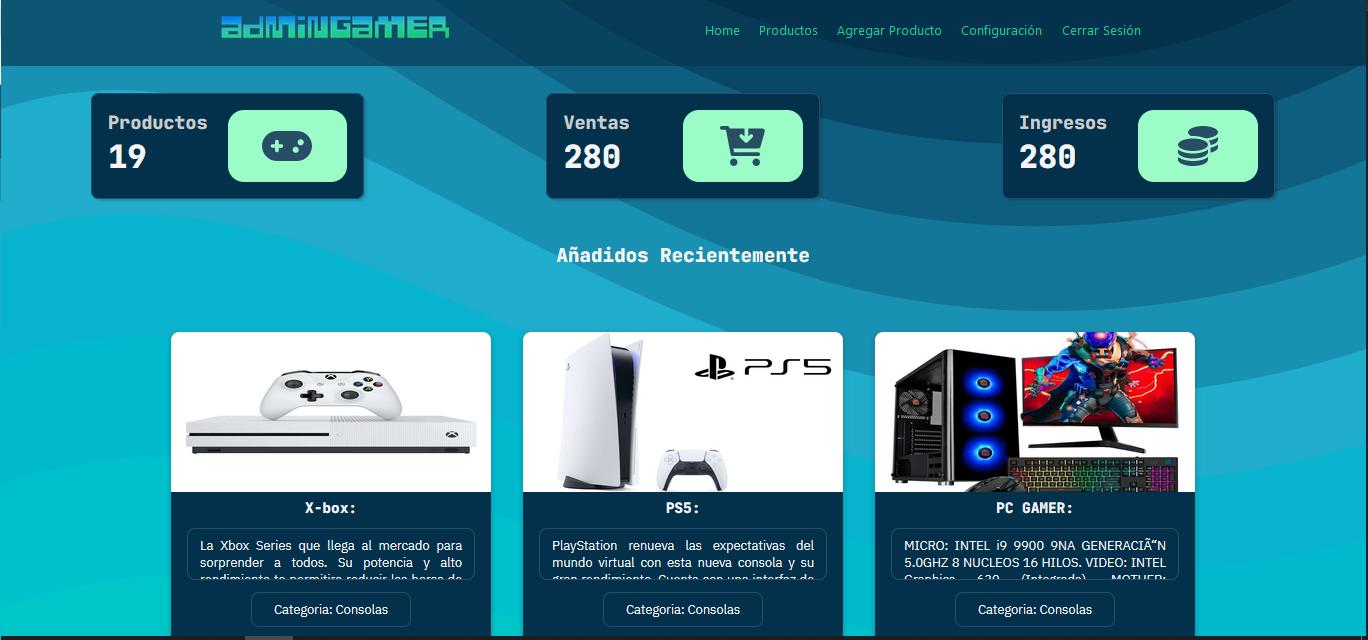 adMiNGaMER
Home Productos Agregar Producto Configuración Cerrar Sesión
Productos
19
Ventas
280
Ingresos
280
Añadidos Recientemente
PS5
X-box:
La Xbox Series que llega al mercado para
sorprender a todos. Su potencia y alto
rendimiento te permitira reducir las horas de
Categoria: Consolas
PS5:
PlayStation renueva las expectativas del
mundo virtual con esta nueva consola y su
gran rendimiento. Cuenta con una interfaz de
Categoria: Consolas
PC GAMER:
MICRO: INTEL i9 9900 9NA GENERACIÃ“N
5.0GHZ 8 NUCLEOS 16 HILOS. VIDEO: INTEL
Graphics 630 (Integrada). MOTHER:
Categoria: Consolas